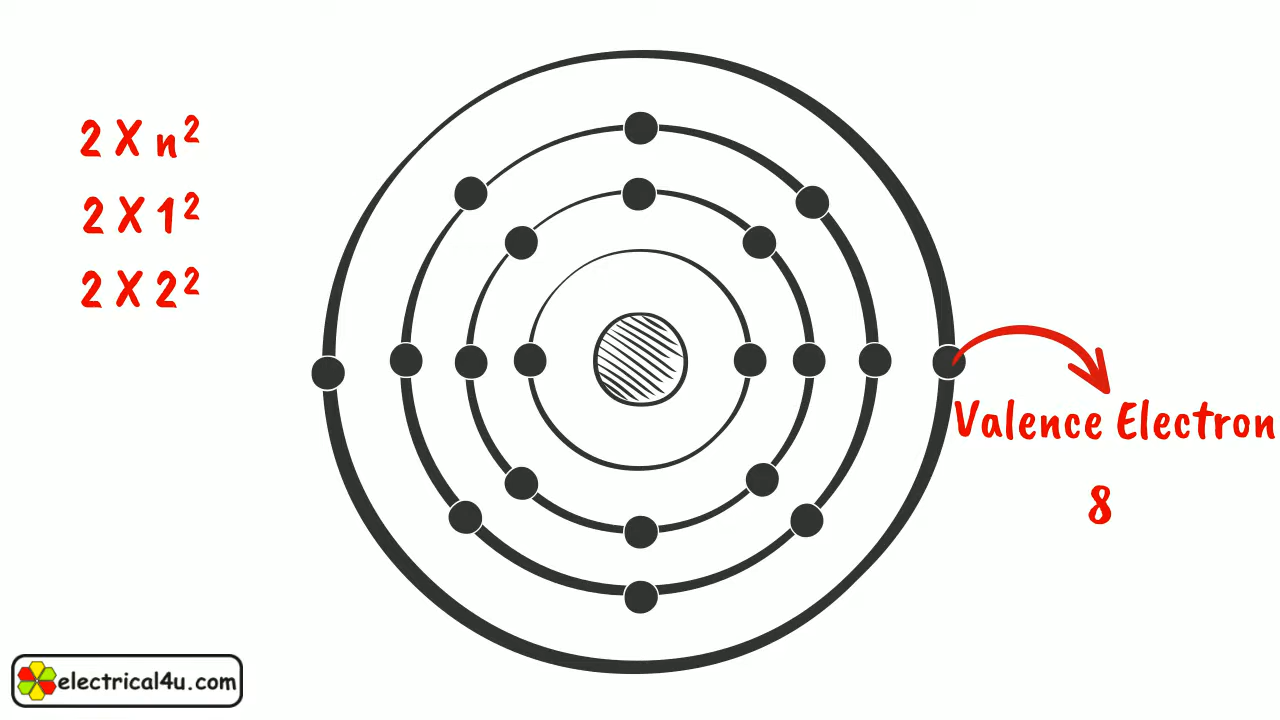 2 X n²
2 X 1²
2 X 2²
Valence Electron
8
electrical4u.com